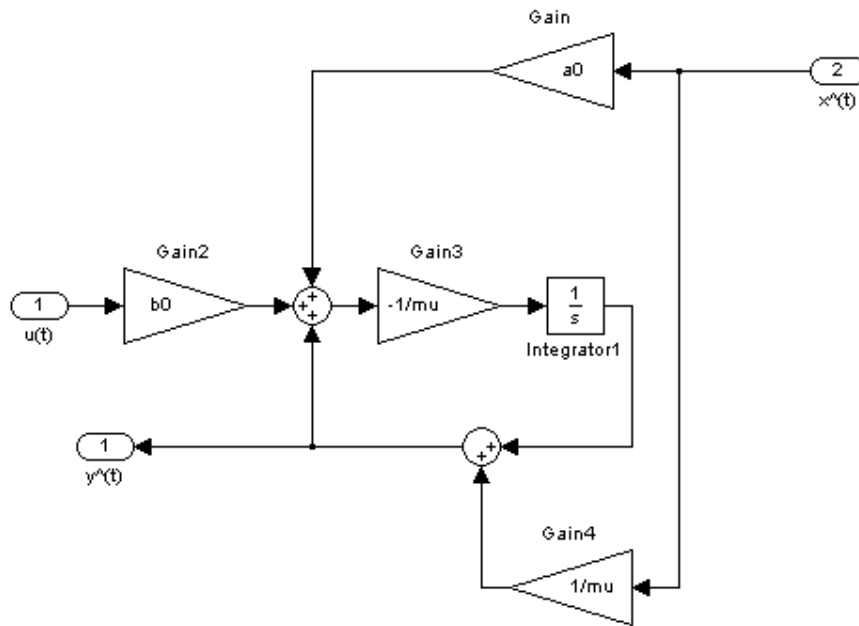 Gain
a0
2
x^(t)
Gain2
Gain3
1
b0
+
+
+
-1/mu
1
s
u(t)
Integrator1
1
+
+
y^(t)
Gain4
1/mu